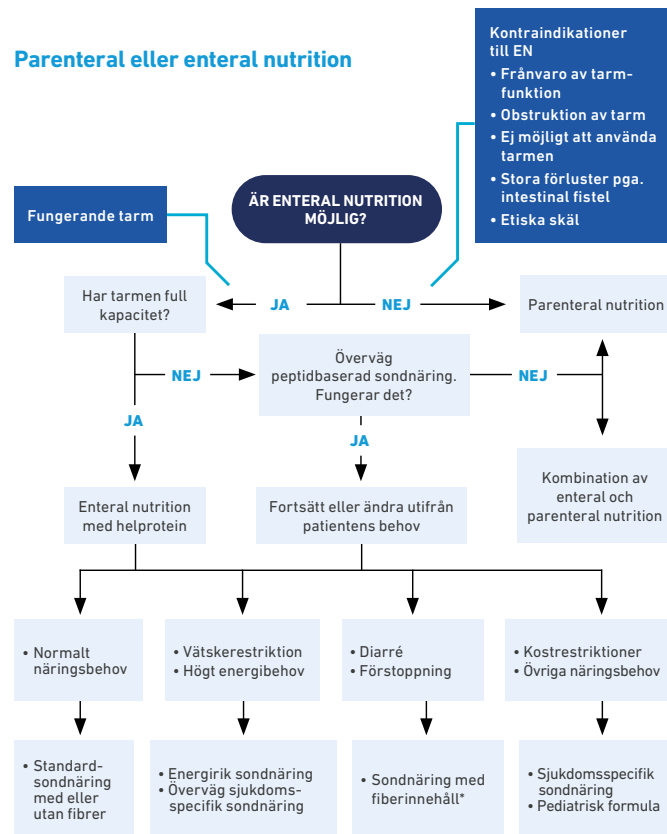 Parenteral eller enteral nutrition
Kontraindikationer
till EN
• Frånvaro av tarm-
funktion
• Obstruktion av tarm
• Ej möjligt att använda
tarmen
• Stora förluster pga.
intestinal fistel
• Etiska skäl
Fungerande tarm
ÄR ENTERAL NUTRITION
MÖJLIG?
Har tarmen full
kapacitet?
JA
NEJ
Parenteral nutrition
NEJ
Överväg
peptidbaserad sondnäring.
Fungerar det?
NEJ
JA
JA
Kombination av
enteral och
parenteral nutrition
Enteral nutrition
med helprotein
Fortsätt eller ändra utifrån
patientens behov
• Normalt
näringsbehov
• Vätskerestriktion
• Högt energibehov
• Diarré
• Förstoppning
• Kostrestriktioner
• Övriga näringsbehov
• Standard-
sondnäring
med eller
utan fibrer
• Energirik sondnäring
• Överväg sjukdoms-
specifik sondnäring
• Sondnäring med
fiberinnehåll*
• Sjukdomsspecifik
sondnäring
• Pediatrisk formula